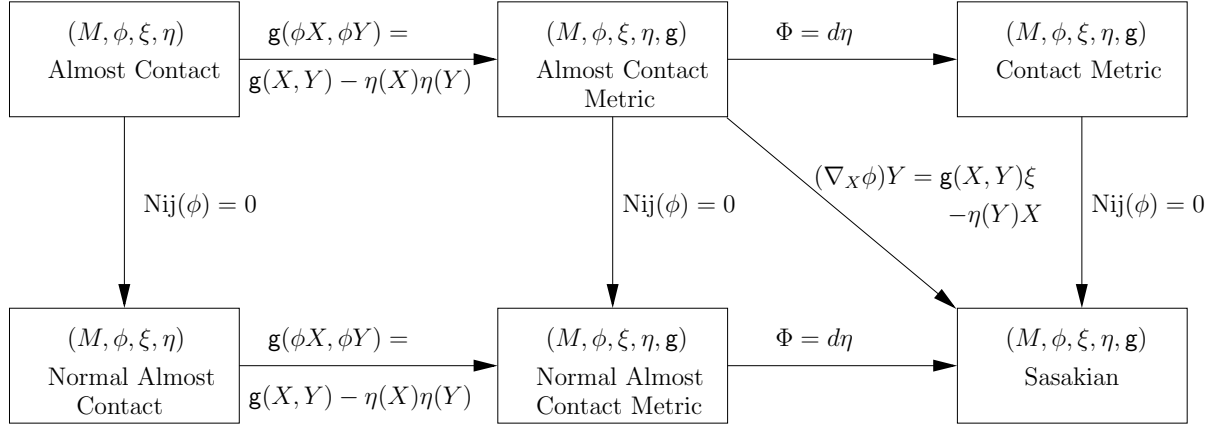 (M, ϕ, ξ, η)
Almost Contact
g(ϕX, ϕY) =
g(X, Y) − η(X)η(Y)
(M, ϕ, ξ, η, g)
Almost Contact
Metric
Φ = dη
(M, ϕ, ξ, η, g)
Contact Metric
Nij(ϕ) = 0
Nij(ϕ) = 0
(∇_X ϕ)Y = g(X, Y)ξ
−η(Y)X
Nij(ϕ) = 0
(M, ϕ, ξ, η)
Normal Almost
Contact
g(ϕX, ϕY) =
g(X, Y) − η(X)η(Y)
(M, ϕ, ξ, η, g)
Normal Almost
Contact Metric
Φ = dη
(M, ϕ, ξ, η, g)
Sasakian